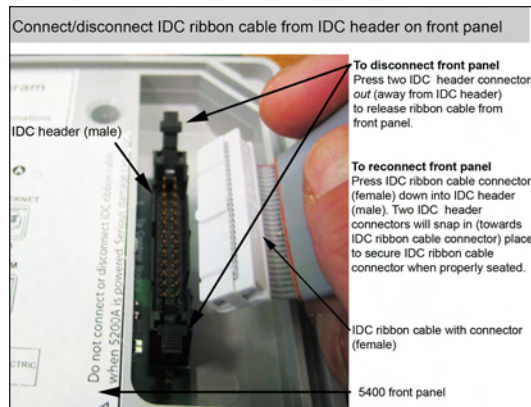 Connect/disconnect IDC ribbon cable from IDC header on front panel
To disconnect front panel
Press two IDC header connector
out (away from IDC header)
to release ribbon cable from
front panel.
IDC header (male)
To reconnect front panel
Press IDC ribbon cable connector
(female) down into IDC header
(male). Two IDC header
connectors will snap in (towards
IDC ribbon cable connector) place
to secure IDC ribbon cable
connector when properly seated.
IDC ribbon cable with connector
(female)
5400 front panel
Do not connect or disconnect IDC ribbon cable
when 5200A is powered. Serious damage
ram
mation
ERNET
M
ECTRIC